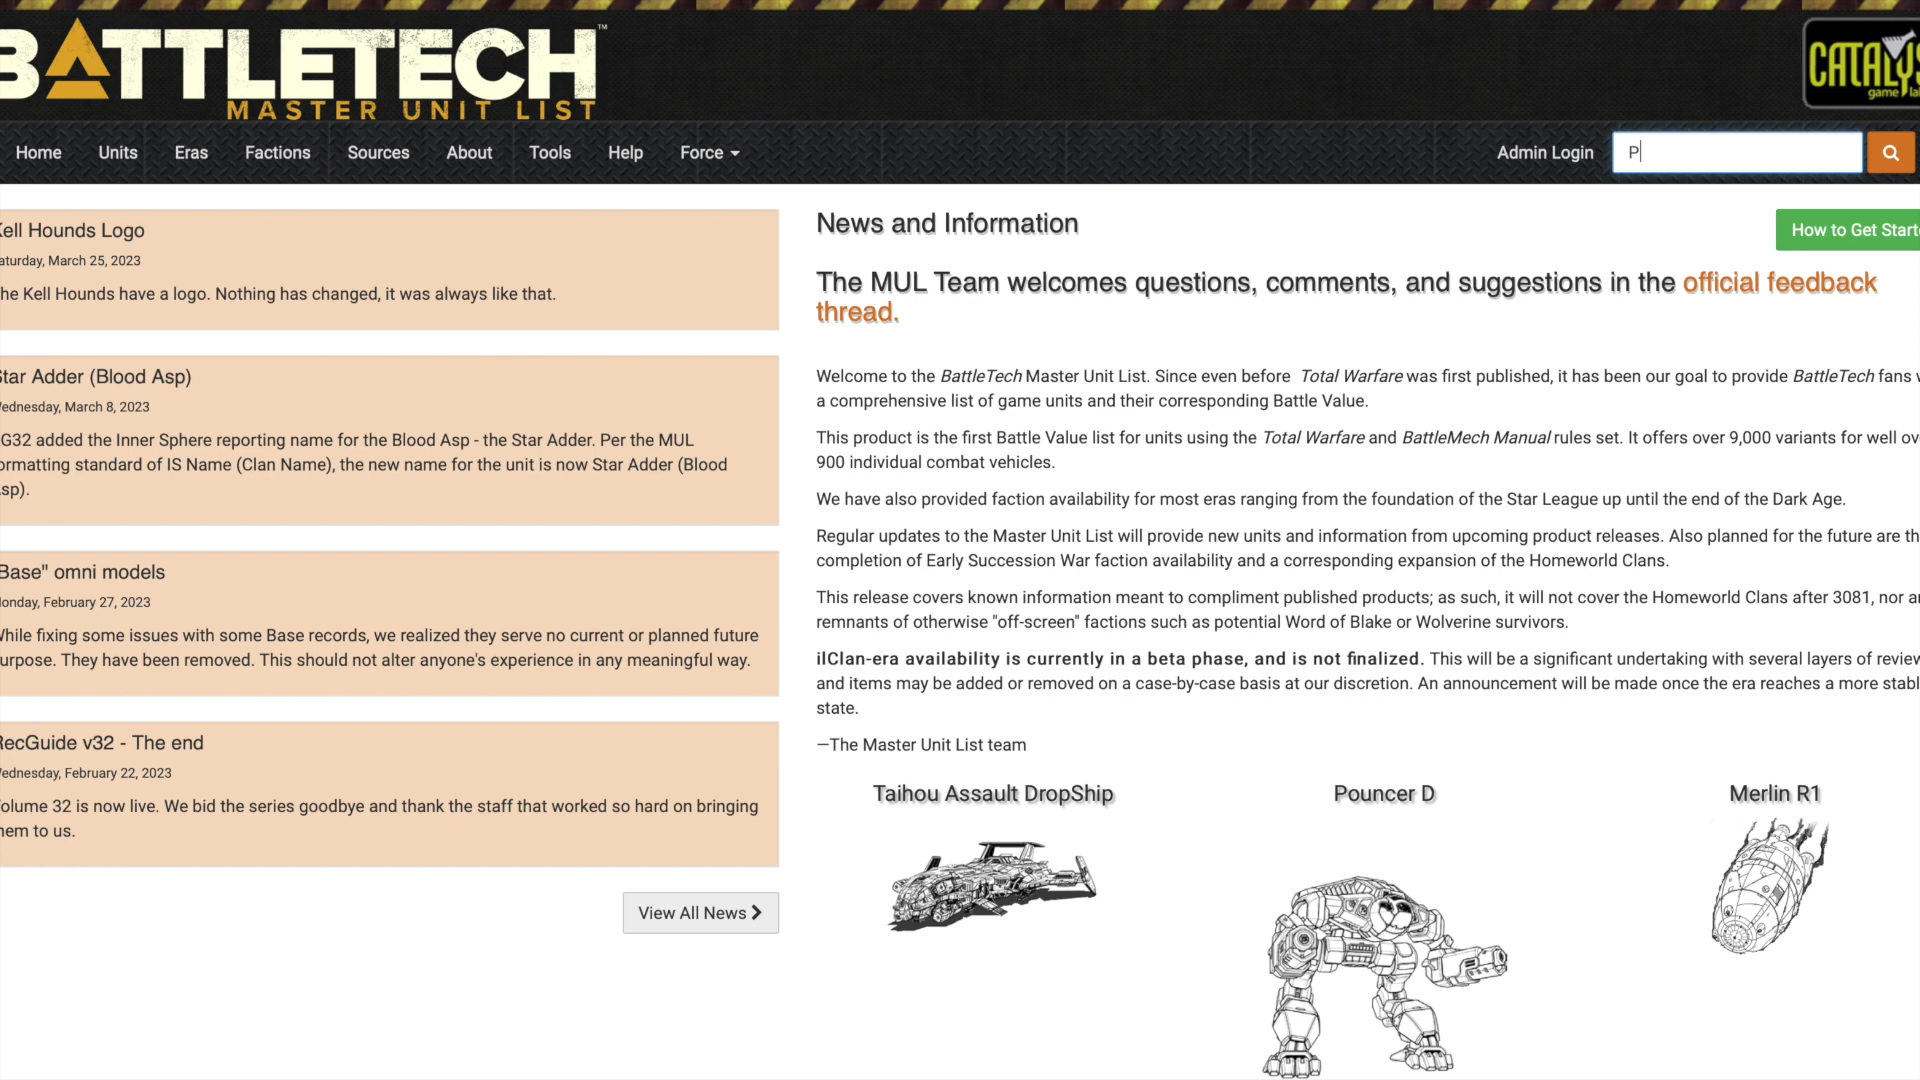 BATTLETECH™
MASTER UNIT LIST
CATALYS
game la
Home Units Eras Factions Sources About Tools Help Force Admin Login P
Kell Hounds Logo
aturday, March 25, 2023
he Kell Hounds have a logo. Nothing has changed, it was always like that.
Star Adder (Blood Asp)
ednesday, March 8, 2023
G32 added the Inner Sphere reporting name for the Blood Asp - the Star Adder. Per the MUL
ormatting standard of IS Name (Clan Name), the new name for the unit is now Star Adder (Blood
sp).
Base" omni models
onday, February 27, 2023
While fixing some issues with some Base records, we realized they serve no current or planned future
urpose. They have been removed. This should not alter anyone's experience in any meaningful way.
RecGuide v32 - The end
ednesday, February 22, 2023
olume 32 is now live. We bid the series goodbye and thank the staff that worked so hard on bringing
hem to us.
View All News
News and Information
How to Get Start
The MUL Team welcomes questions, comments, and suggestions in the official feedback
thread.
Welcome to the BattleTech Master Unit List. Since even before Total Warfare was first published, it has been our goal to provide BattleTech fans w
a comprehensive list of game units and their corresponding Battle Value.
This product is the first Battle Value list for units using the Total Warfare and BattleMech Manual rules set. It offers over 9,000 variants for well ov
900 individual combat vehicles.
We have also provided faction availability for most eras ranging from the foundation of the Star League up until the end of the Dark Age.
Regular updates to the Master Unit List will provide new units and information from upcoming product releases. Also planned for the future are th
completion of Early Succession War faction availability and a corresponding expansion of the Homeworld Clans.
This release covers known information meant to compliment published products; as such, it will not cover the Homeworld Clans after 3081, nor a
remnants of otherwise "off-screen" factions such as potential Word of Blake or Wolverine survivors.
ilClan-era availability is currently in a beta phase, and is not finalized. This will be a significant undertaking with several layers of review
and items may be added or removed on a case-by-case basis at our discretion. An announcement will be made once the era reaches a more stabl
state.
—The Master Unit List team
Taihou Assault DropShip
Pouncer D
Merlin R1